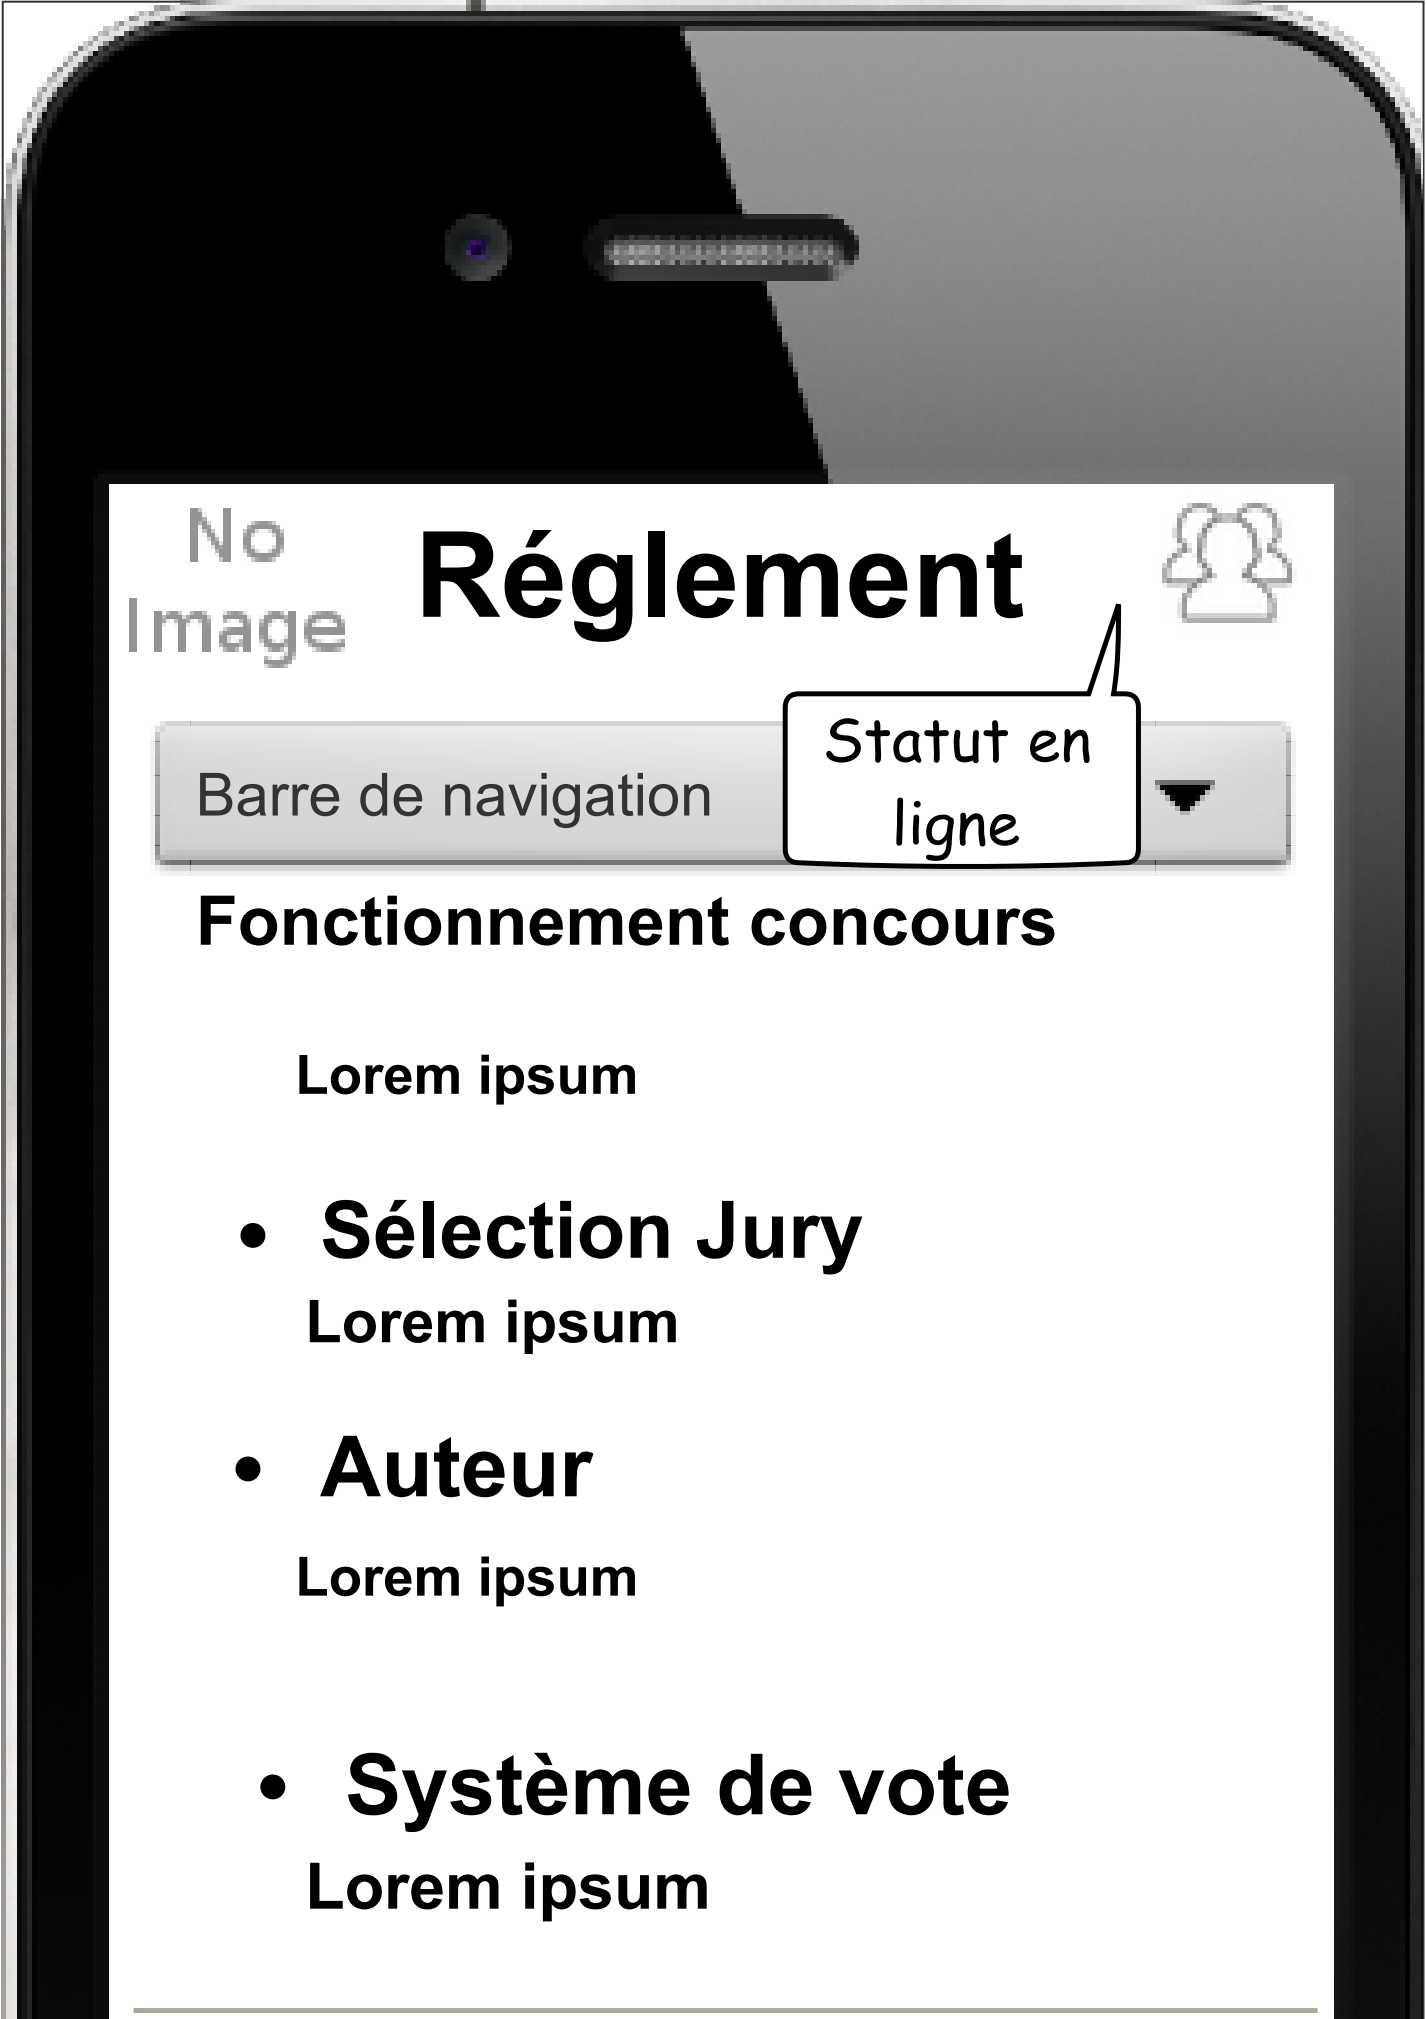 No
Image
Réglement
Statut en
ligne
Barre de navigation
Fonctionnement concours
Lorem ipsum
• Sélection Jury
Lorem ipsum
• Auteur
Lorem ipsum
• Système de vote
Lorem ipsum